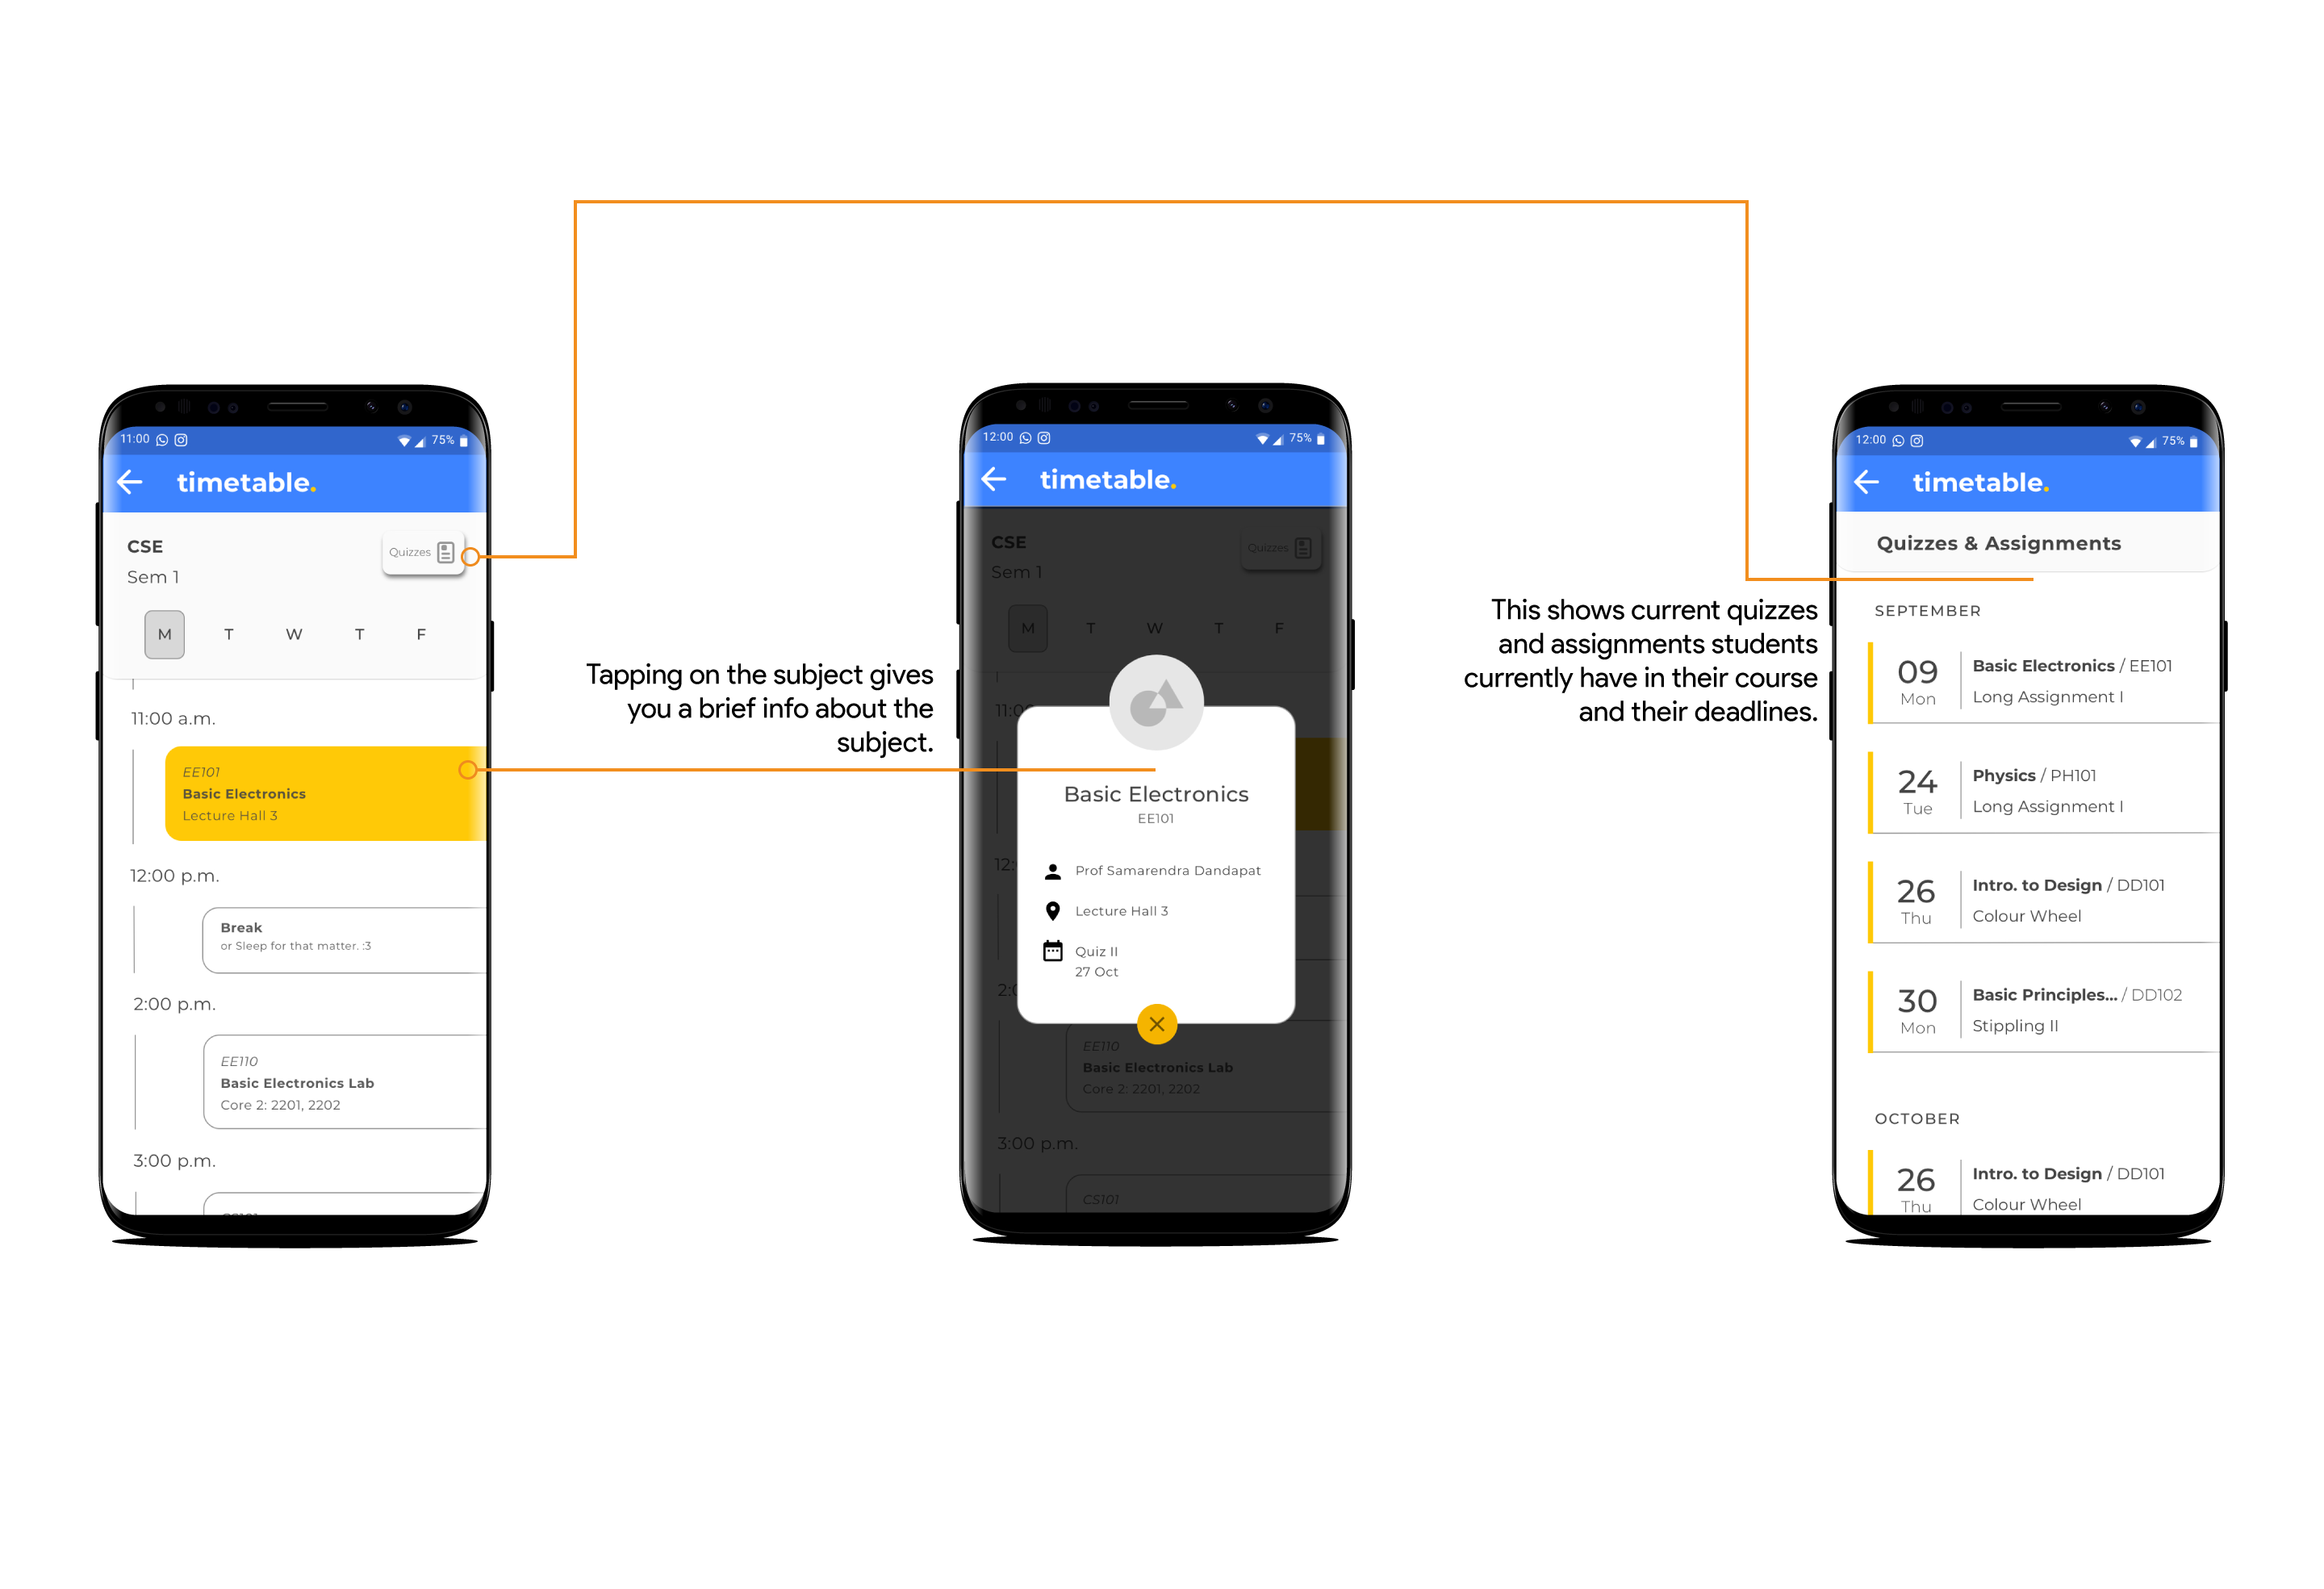 11:00
75%
timetable.
CSE
Sem 1
Quizzes
M T W T F
11:00 a.m.
EE101
Basic Electronics
Lecture Hall 3
12:00 p.m.
Break
or Sleep for that matter. :3
2:00 p.m.
EE110
Basic Electronics Lab
Core 2: 2201, 2202
3:00 p.m.
CS101
Tapping on the subject gives
you a brief info about the
subject.
12:00
75%
timetable.
CSE
Sem 1
Quizzes
M T W T F
11:0
Basic Electronics
EE101
12:
Prof Samarendra Dandapat
Lecture Hall 3
Quiz II
27 Oct
2:0
EE110
Basic Electronics Lab
Core 2: 2201, 2202
3:00 p.m.
CS101
This shows current quizzes
and assignments students
currently have in their course
and their deadlines.
12:00
75%
timetable.
Quizzes & Assignments
SEPTEMBER
09 Mon
Basic Electronics / EE101
Long Assignment I
24 Tue
Physics / PH101
Long Assignment I
26 Thu
Intro. to Design / DD101
Colour Wheel
30 Mon
Basic Principles... / DD102
Stippling II
OCTOBER
26 Thu
Intro. to Design / DD101
Colour Wheel